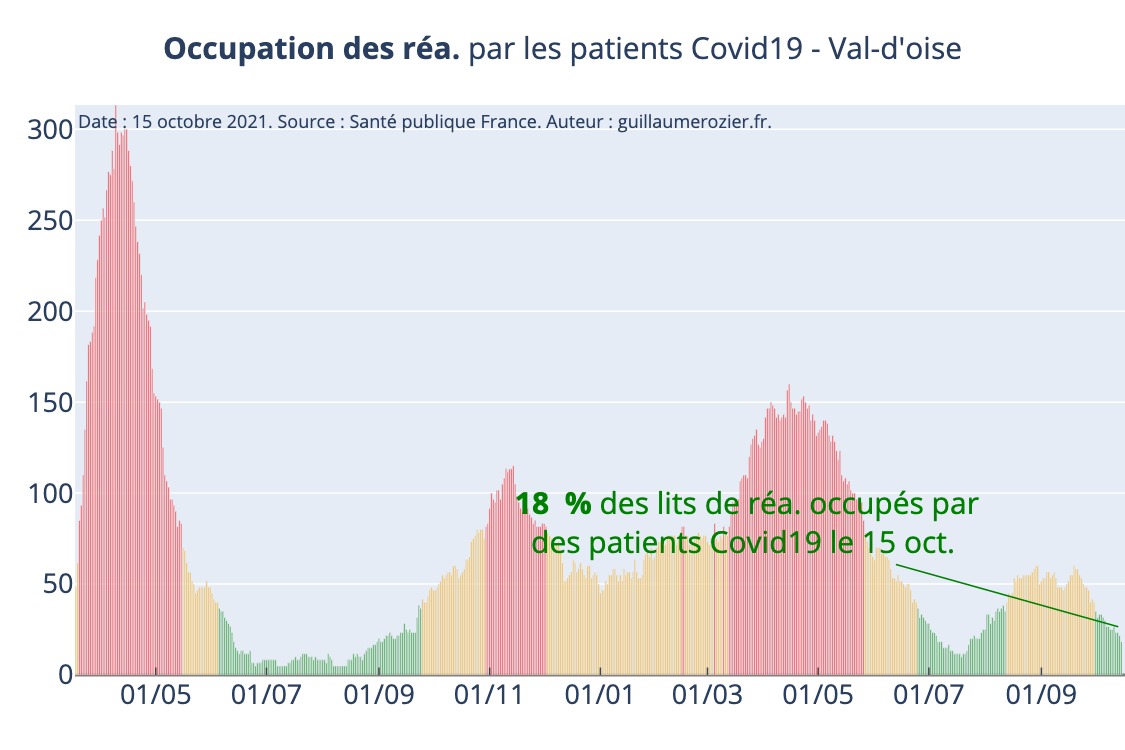 Occupation des réa. par les patients Covid19 - Val-d'oise
Date : 15 octobre 2021. Source : Santé publique France. Auteur : guillaumerozier.fr.
300
250
200
150
100
50
0
18 % des lits de réa. occupés par
des patients Covid19 le 15 oct.
01/05 01/07 01/09 01/11 01/01 01/03 01/05 01/07 01/09